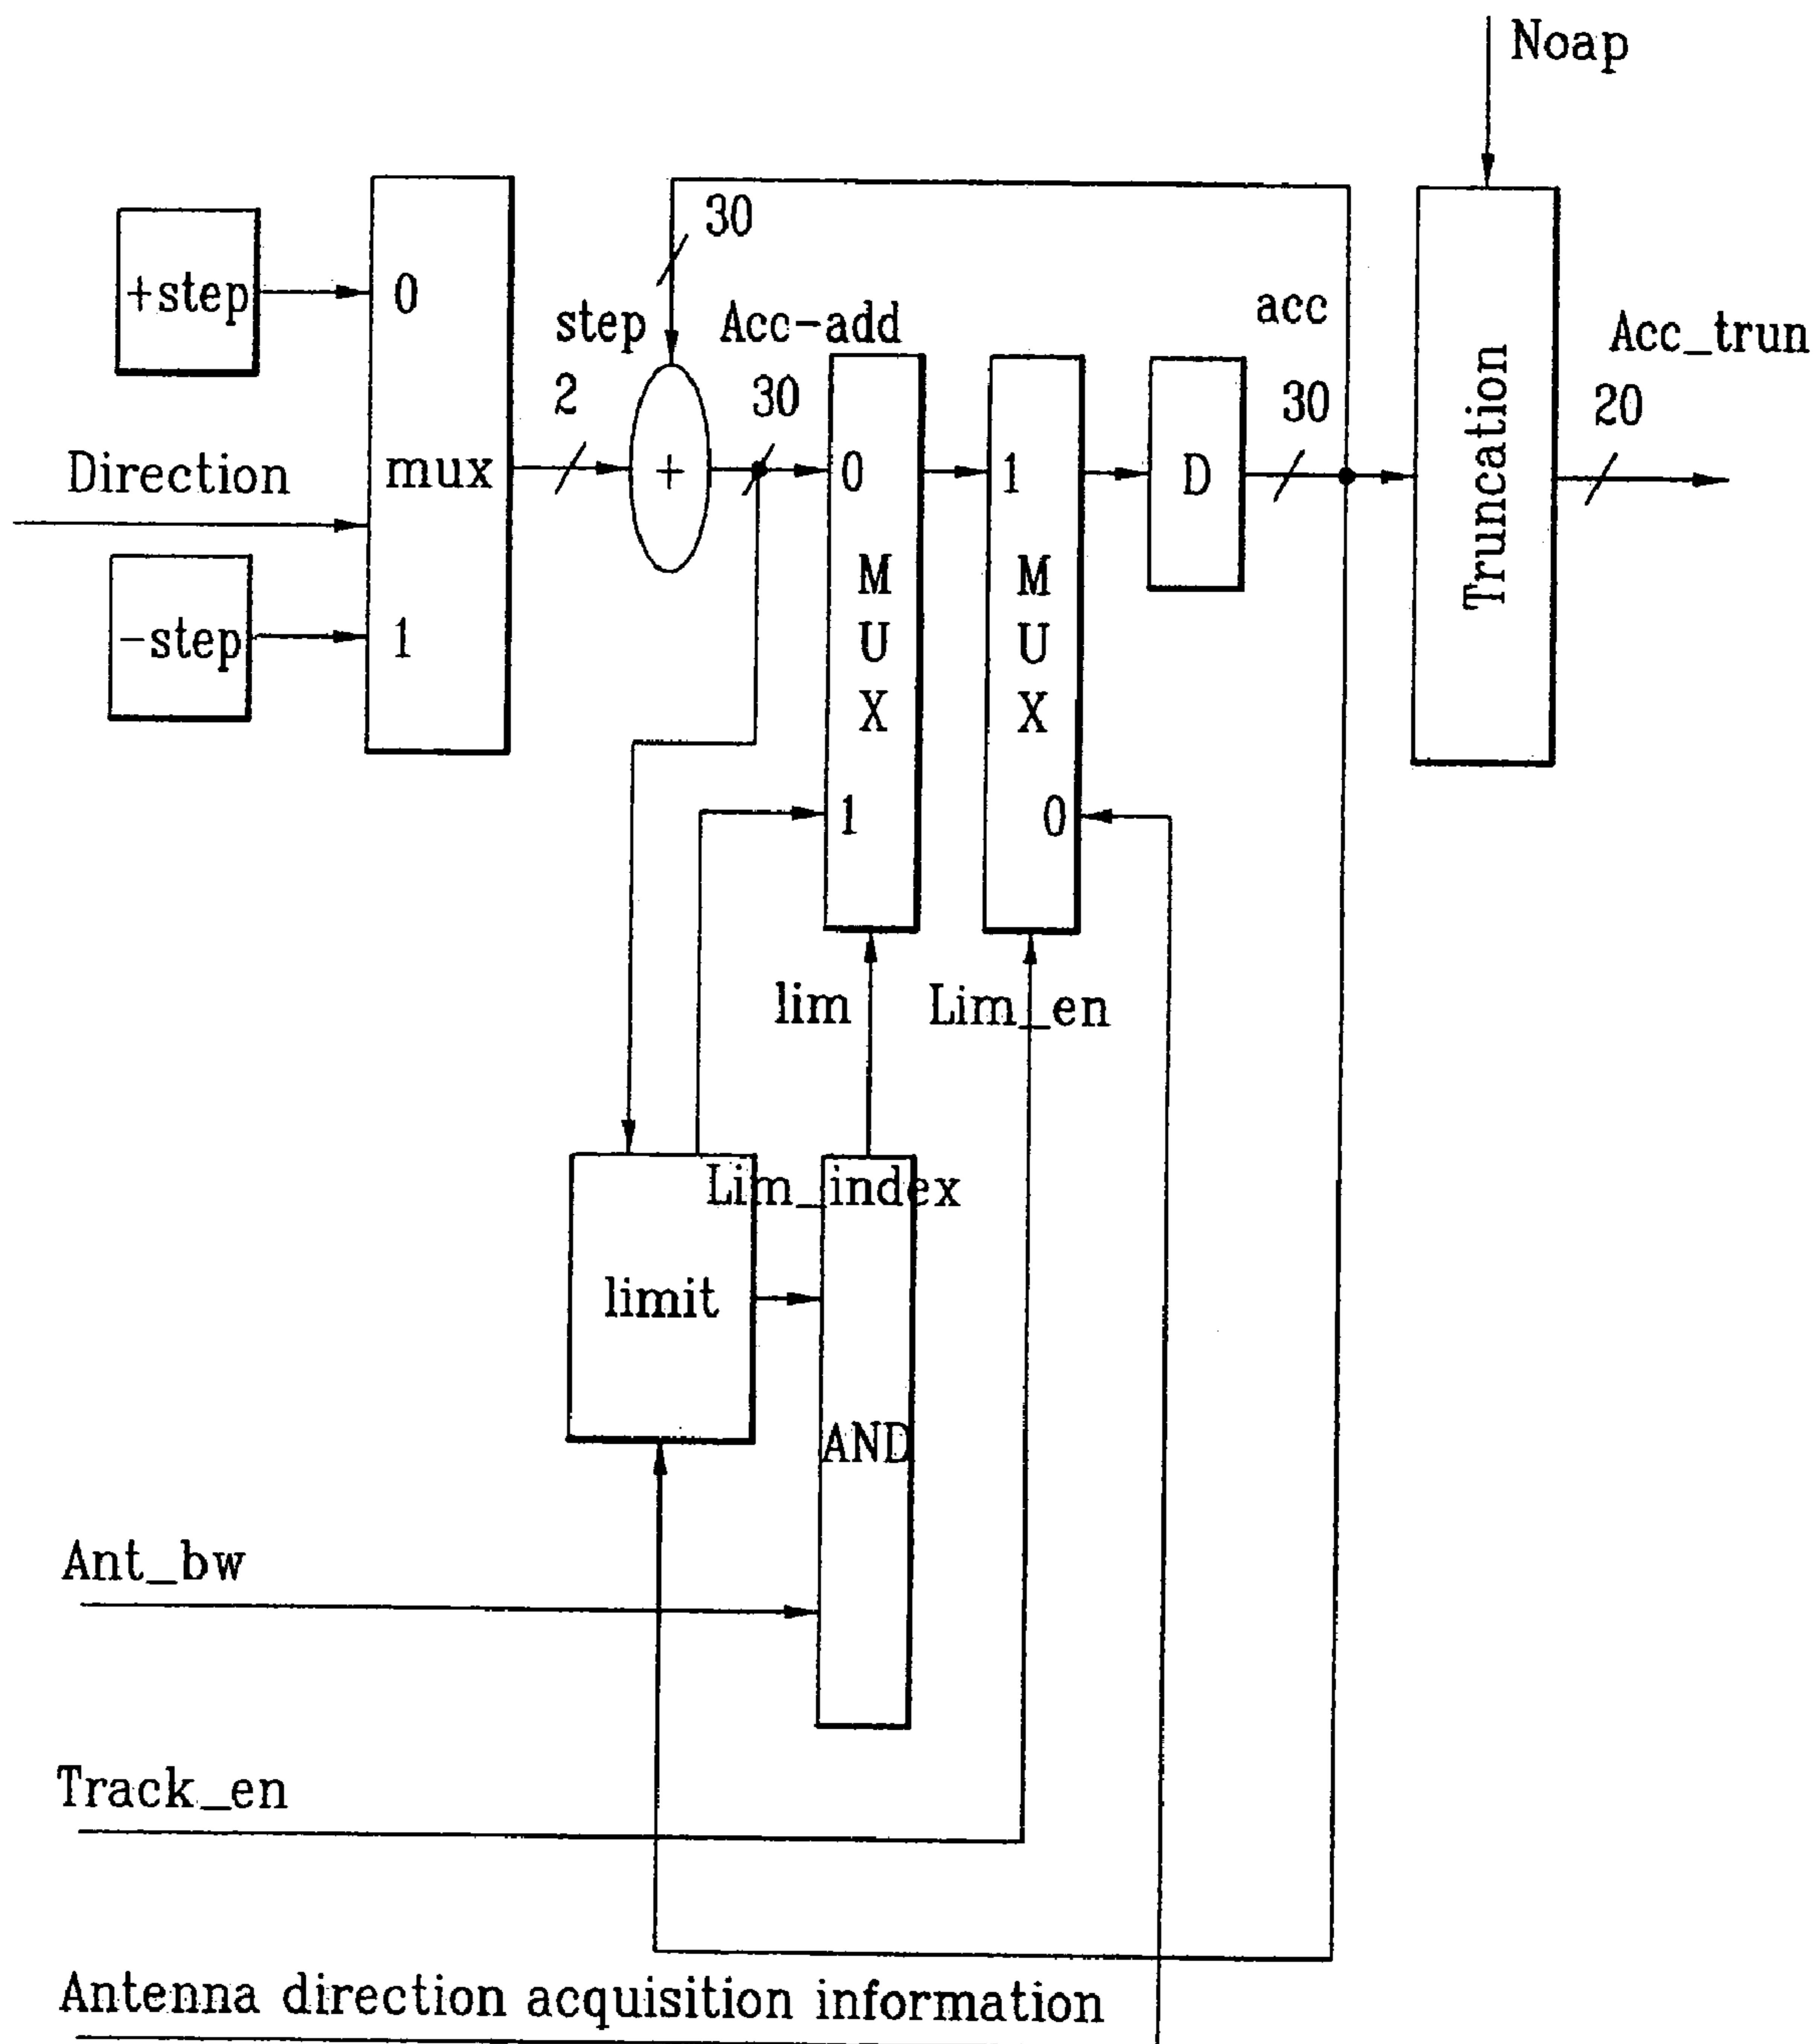 Noap
30
+step
0
step
Acc-add
acc
Acc_trun
2
30
30
20
Direction
mux
+
0
1
D
Truncation
M
U
X
M
U
X
-step
1
1
0
lim
Lim_en
Lim_index
limit
AND
Ant_bw
Track_en
Antenna direction acquisition information